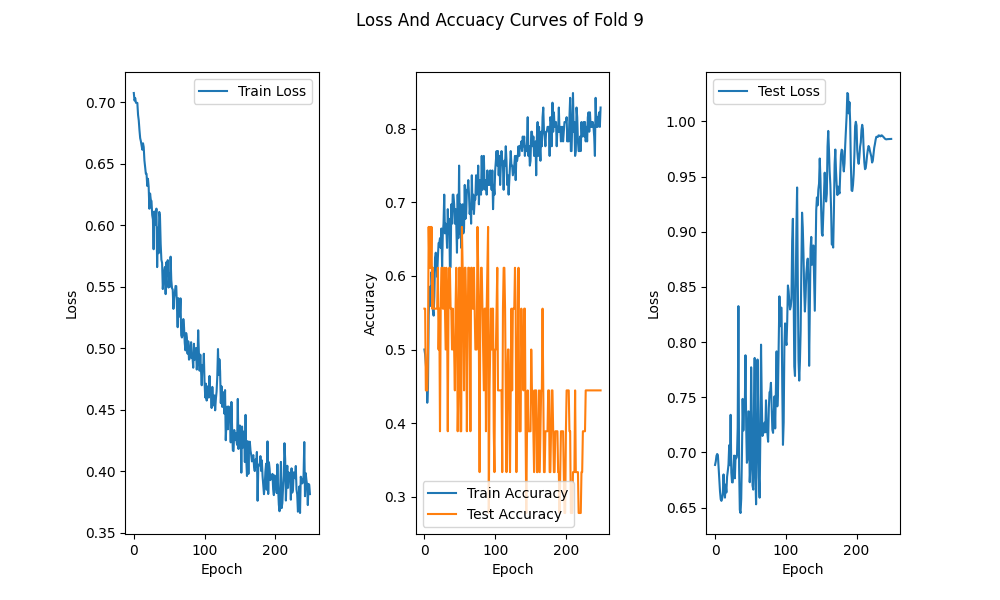 Loss And Accuacy Curves of Fold 9
Train Loss
0.70
0.65
0.60
0.55
0.50
0.45
0.40
0.35
Loss
0
100
200
Epoch
0.8
0.7
0.6
0.5
0.4
0.3
Accuracy
Train Accuracy
Test Accuracy
0
100
200
Epoch
Test Loss
1.00
0.95
0.90
0.85
0.80
0.75
0.70
0.65
Loss
0
100
200
Epoch